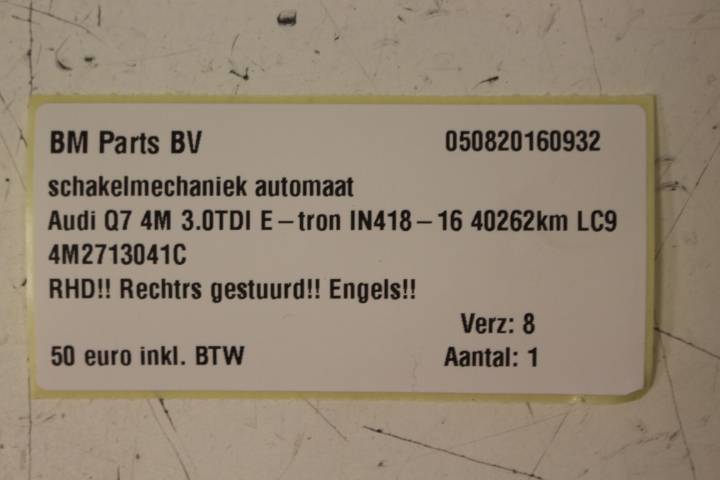 BM Parts BV 050820160932
schakelmechaniek automaat
Audi Q7 4M 3.0TDI E-tron IN418-16 40262km LC9
4M2713041C
RHD!! Rechtrs gestuurd!! Engels!!
Verz: 8
50 euro inkl. BTW Aantal: 1